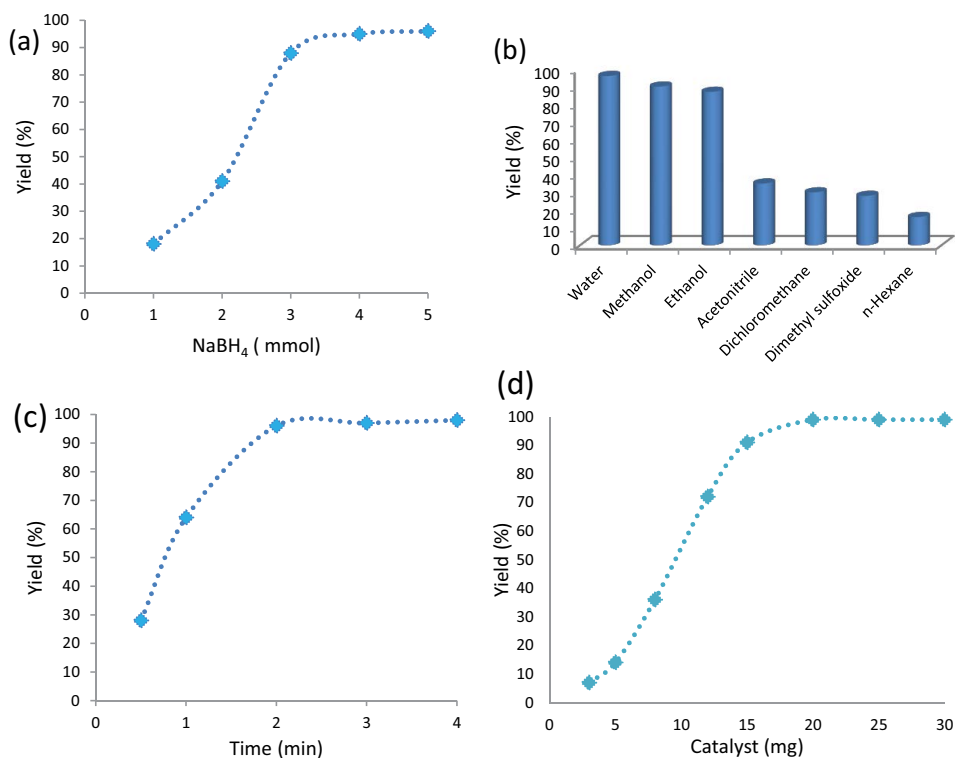 (a)
100
90
80
70
60
50
40
30
20
10
0
Yield (%)
0 1 2 3 4 5
NaBH4 ( mmol)
(b)
100
90
80
70
60
50
40
30
20
10
0
Yield (%)
Water
Methanol
Ethanol
Acetonitrile
Dichloromethane
Dimethyl sulfoxide
n-Hexane
(c)
100
90
80
70
60
50
40
30
20
10
0
Yield (%)
0 1 2 3 4
Time (min)
(d)
100
90
80
70
60
50
40
30
20
10
0
Yield (%)
0 5 10 15 20 25 30
Catalyst (mg)